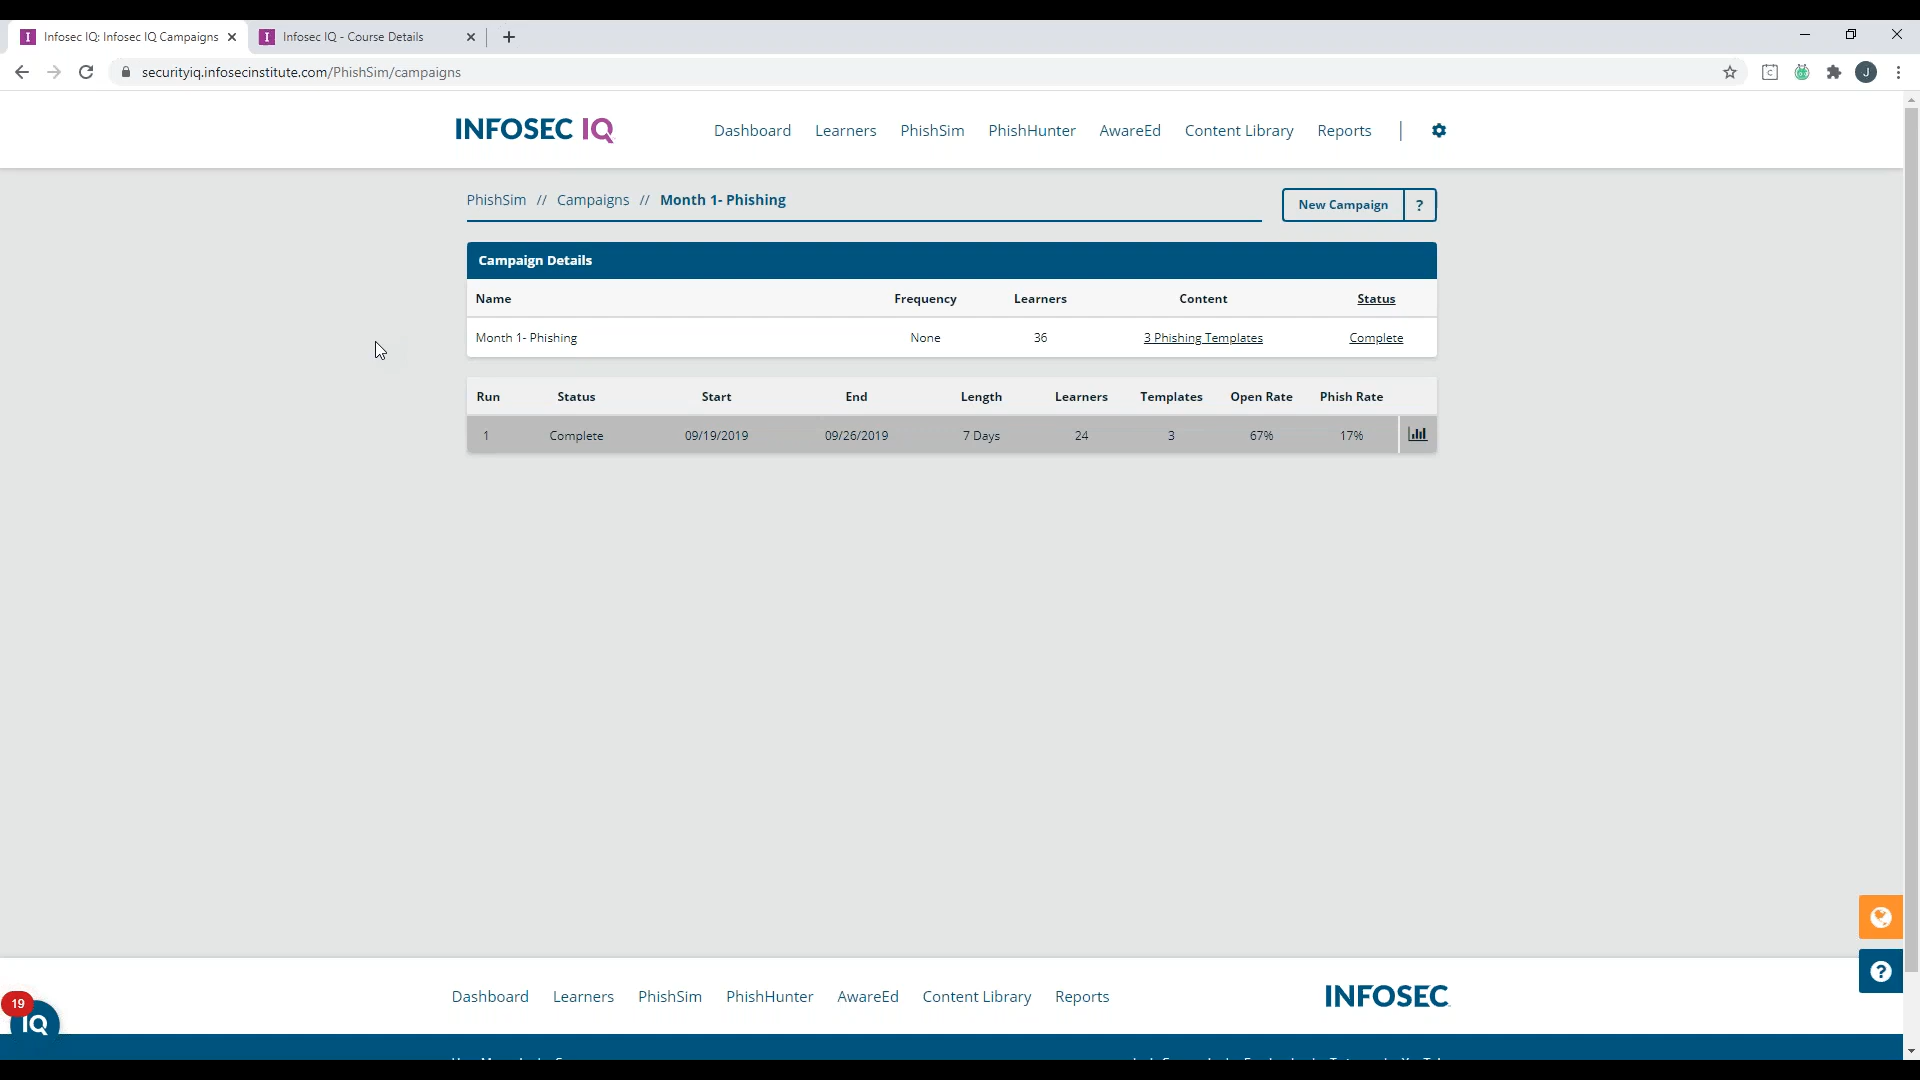 Infosec IQ: Infosec IQ Campaigns
Infosec IQ - Course Details
securityiq.infosecinstitute.com/PhishSim/campaigns
J
INFOSEC IQ
Dashboard Learners PhishSim PhishHunter AwareEd Content Library Reports
PhishSim // Campaigns // Month 1- Phishing
New Campaign ?
Campaign Details
Name Frequency Learners Content Status
Month 1- Phishing None 36 3 Phishing Templates Complete
Run Status Start End Length Learners Templates Open Rate Phish Rate
1 Complete 09/19/2019 09/26/2019 7 Days 24 3 67% 17%
?
Dashboard Learners PhishSim PhishHunter AwareEd Content Library Reports
INFOSEC
19
IQ